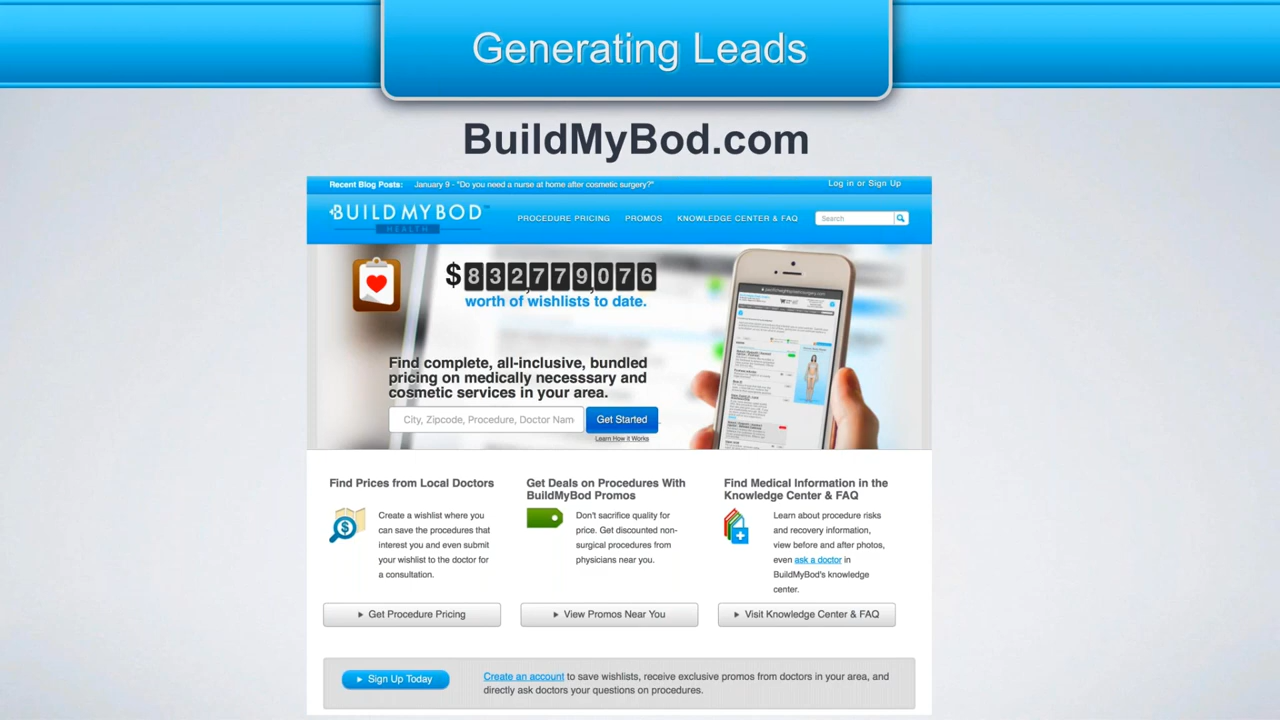 Generating Leads
BuildMyBod.com
Recent Blog Posts: January 9 - "Do you need a nurse at home after cosmetic surgery?"
Log in or Sign Up
BUILD MY BOD
HEALTH
PROCEDURE PRICING PROMOS KNOWLEDGE CENTER & FAQ
Search
$832,779,076
worth of wishlists to date.
Find complete, all-inclusive, bundled
pricing on medically necesssary and
cosmetic services in your area.
City, Zipcode, Procedure, Doctor Nam
Get Started
Learn How it Works
Find Prices from Local Doctors
Create a wishlist where you
can save the procedures that
interest you and even submit
your wishlist to the doctor for
a consultation.
Get Procedure Pricing
Get Deals on Procedures With
BuildMyBod Promos
Don't sacrifice quality for
price. Get discounted non-
surgical procedures from
physicians near you.
View Promos Near You
Find Medical Information in the
Knowledge Center & FAQ
Learn about procedure risks
and recovery information,
view before and after photos,
even ask a doctor in
BuildMyBod's knowledge
center.
Visit Knowledge Center & FAQ
Sign Up Today
Create an account to save wishlists, receive exclusive promos from doctors in your area, and
directly ask doctors your questions on procedures.